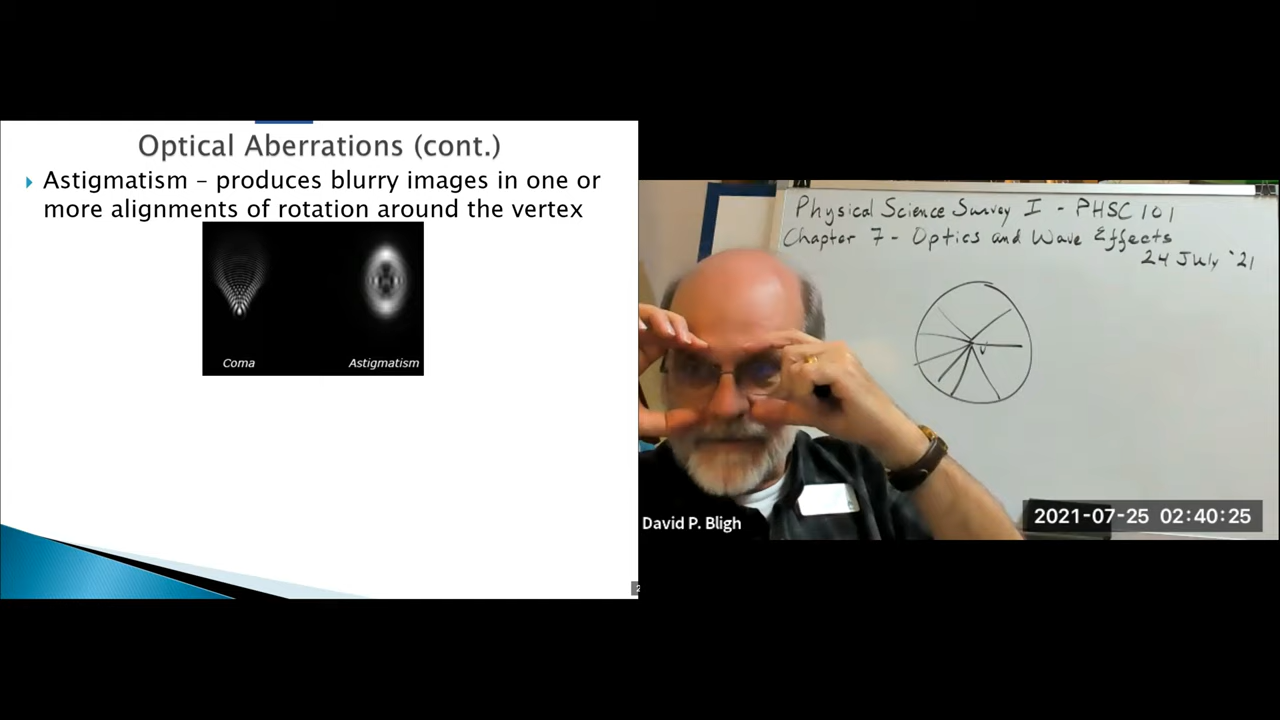 Optical Aberrations (cont.)
Astigmatism – produces blurry images in one or
more alignments of rotation around the vertex
Coma
Astigmatism
Physical Science Survey I - PHSC 101
Chapter 7 - Optics and Wave Effects
24 July '21
V
David P. Bligh
2021-07-25 02:40:25
2